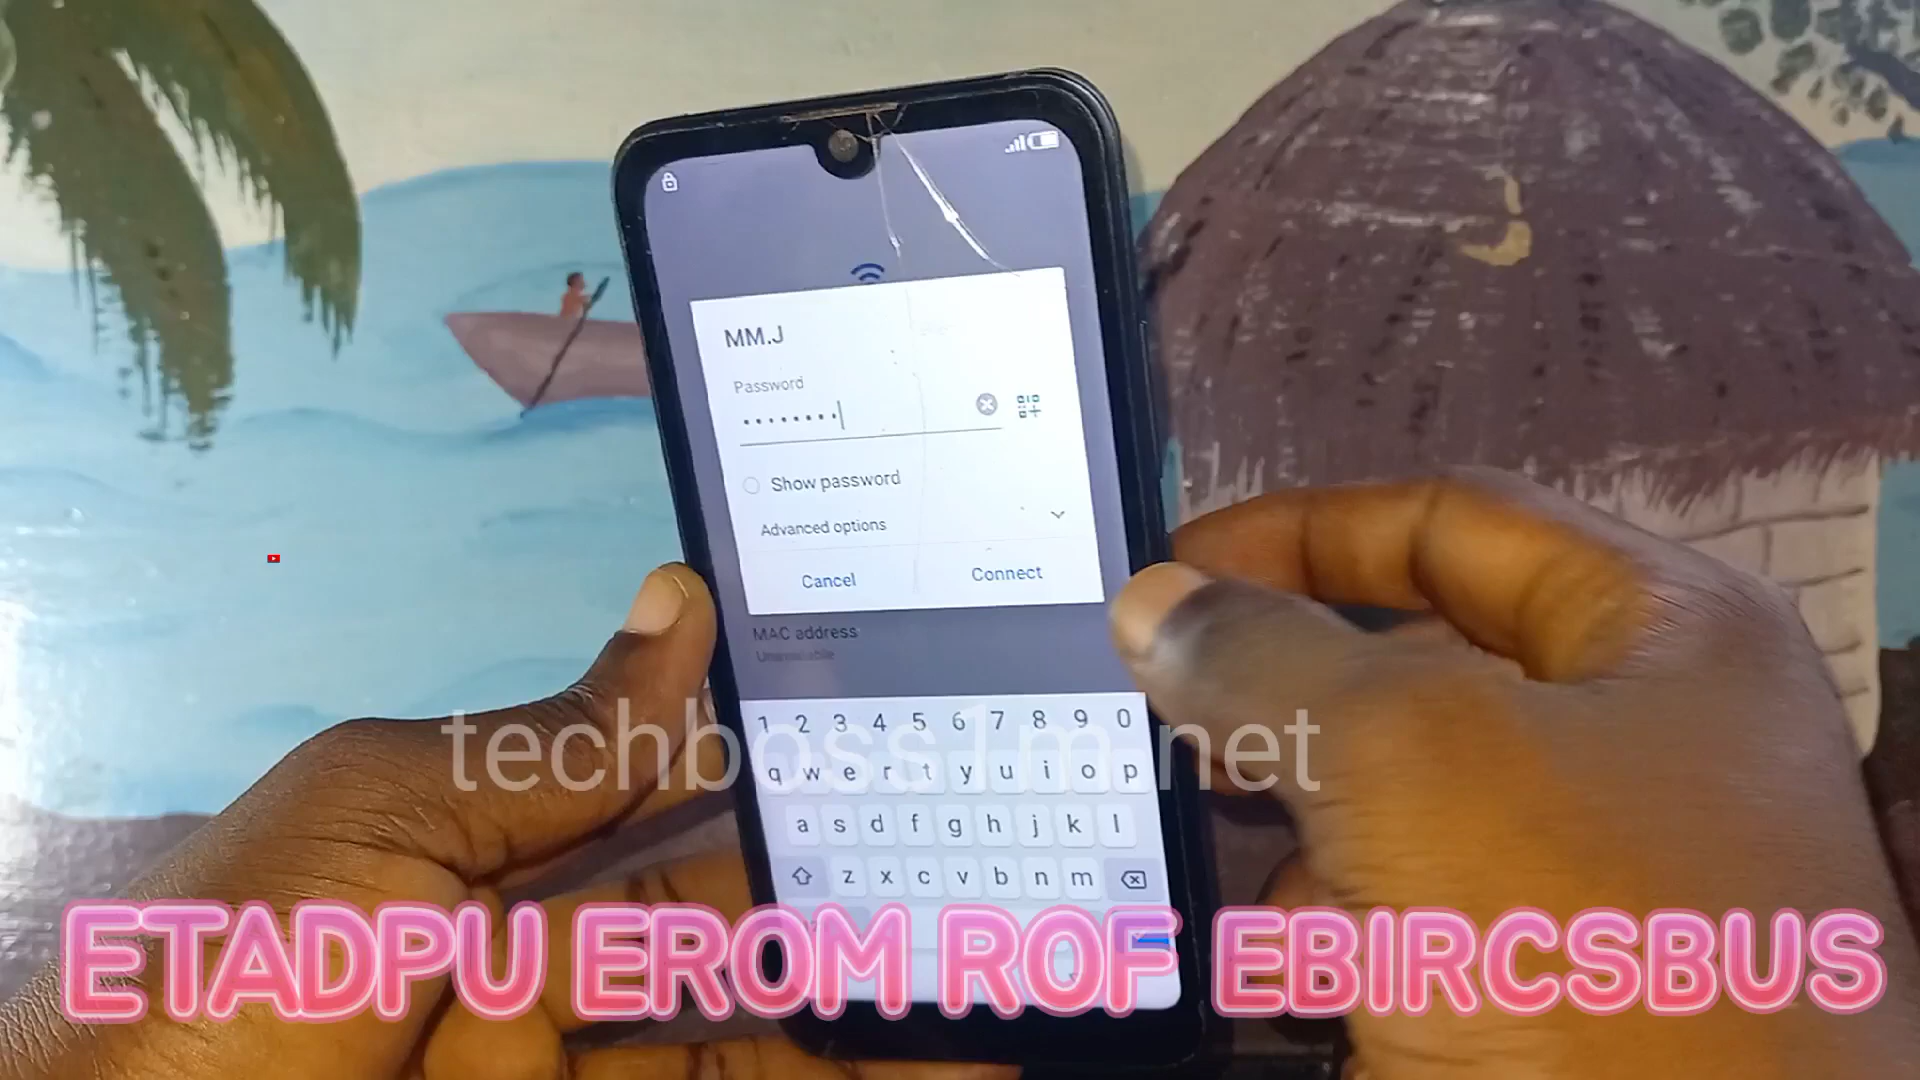 MM.J
Password
Show password
Advanced options
Cancel
Connect
MAC address
Unavailable
1 2 3 4 5 6 7 8 9 0
techboss1m.net
q w e r t y u i o p
a s d f g h j k l
z x c v b n m
ETADPU EROM ROF EBIRCSBUS